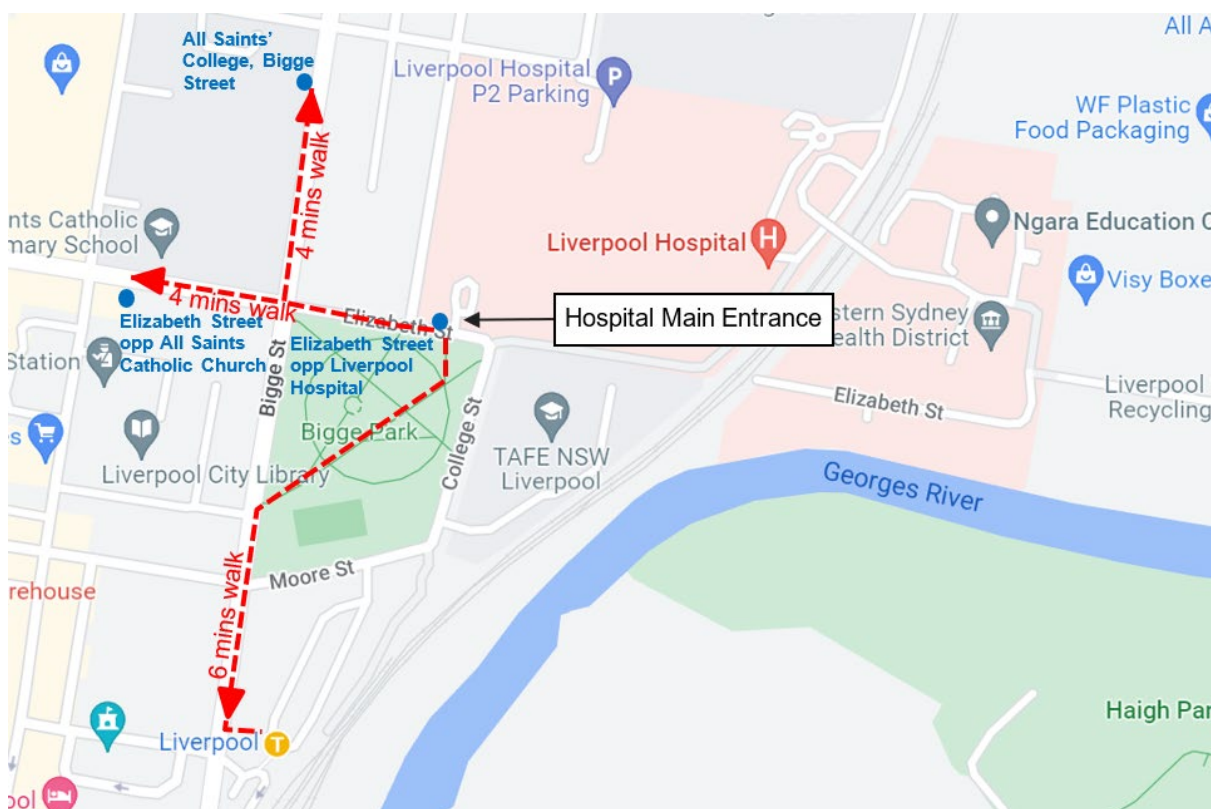 All A
All Saints'
College, Bigge
Street
Liverpool Hospital
P2 Parking
P
WF Plastic
Food Packaging
4 mins walk
nts Catholic
mary School
Liverpool Hospital
H
Ngara Education C
Visy Boxe
4 mins walk
Elizabeth St
Hospital Main Entrance
Elizabeth Street
opp All Saints
Catholic Church
Elizabeth Street
opp Liverpool
Hospital
stern Sydney
ealth District
Station
Bigge St
Elizabeth St
Liverpool
Recycling
es
Bigge Park
College St
TAFE NSW
Liverpool
Liverpool City Library
Georges River
Moore St
rehouse
6 mins walk
Haigh Par
Liverpool
T
ool